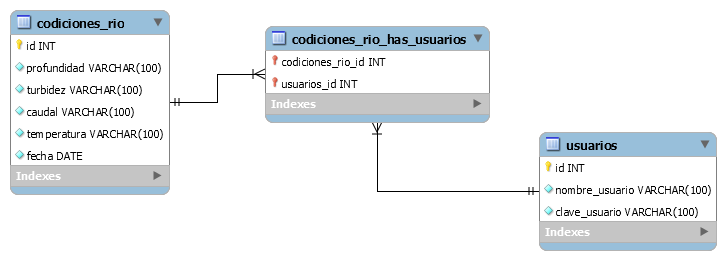 codiciones_rio
id INT
profundidad VARCHAR(100)
turbidez VARCHAR(100)
caudal VARCHAR(100)
temperatura VARCHAR(100)
fecha DATE
Indexes
codiciones_rio_has_usuarios
codiciones_rio_id INT
usuarios_id INT
Indexes
usuarios
id INT
nombre_usuario VARCHAR(100)
clave_usuario VARCHAR(100)
Indexes